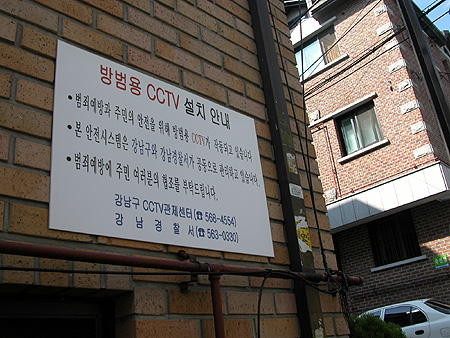 방범용 CCTV 설치 안내
• 범죄예방과 주민의 안전을 위해 방범용 CCTV가 작동되고 있습니다.
• 본 안전시스템은 강남구와 강남경찰서가 공동으로 관리하고 있습니다.
• 범죄예방에 주민 여러분의 협조를 부탁드립니다.
강남구 CCTV관제센터(☎ 568-4554)
강 남 경 찰 서(☎ 563-0330)